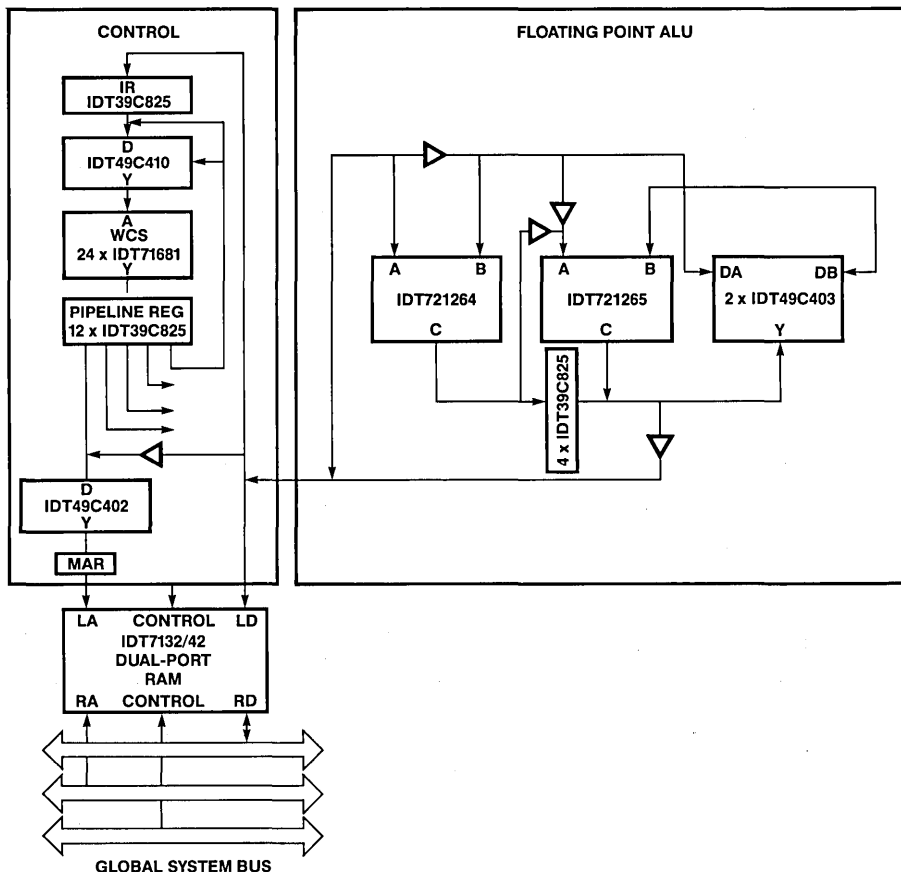 CONTROL
IR
IDT39C825
D
IDT49C410
Y
A
WCS
24 x IDT71681
Y
PIPELINE REG
12 x IDT39C825
D
IDT49C402
Y
MAR
FLOATING POINT ALU
A B
IDT721264
C
A B
IDT721265
C
DA DB
2 x IDT49C403
Y
4 x IDT39C825
LA CONTROL LD
IDT7132/42
DUAL-PORT
RAM
RA CONTROL RD
GLOBAL SYSTEM BUS